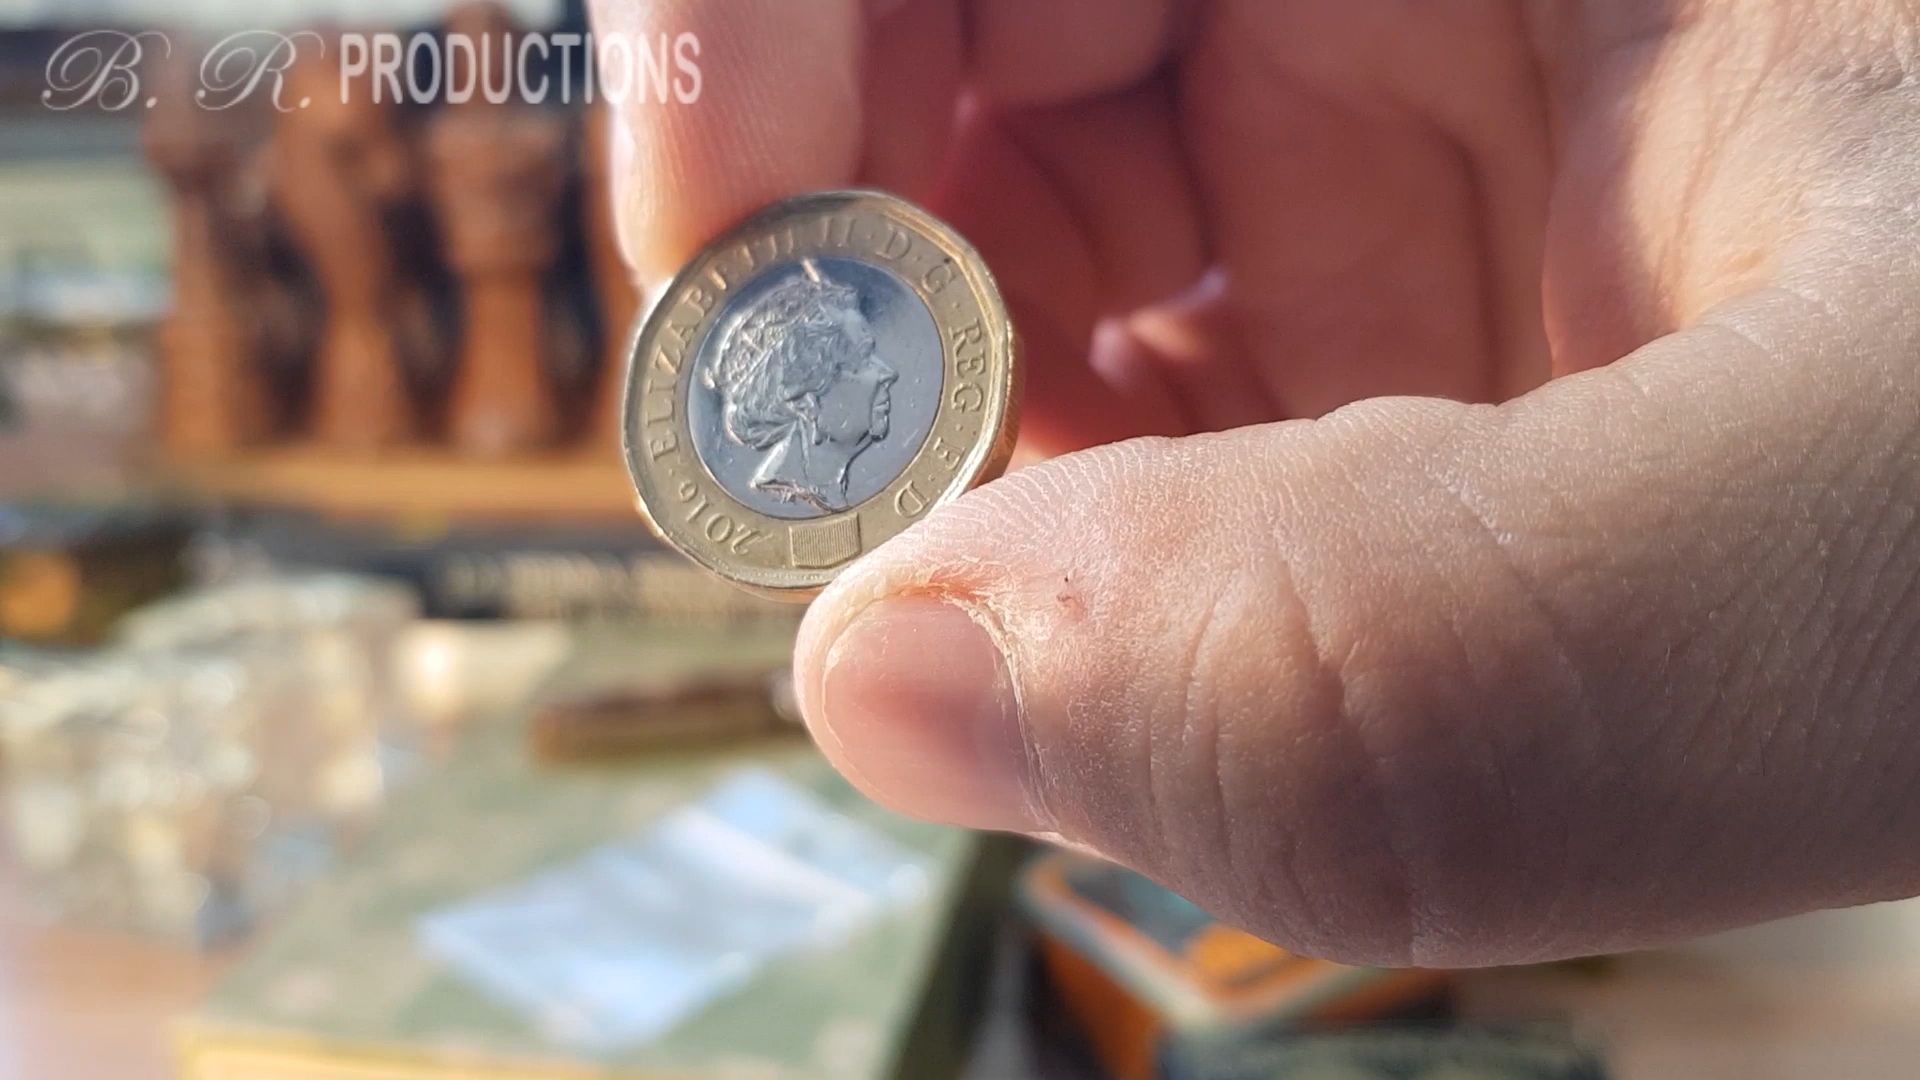 B. R. PRODUCTIONS
2016 · ELIZABETH II · D · G · REG · F · D